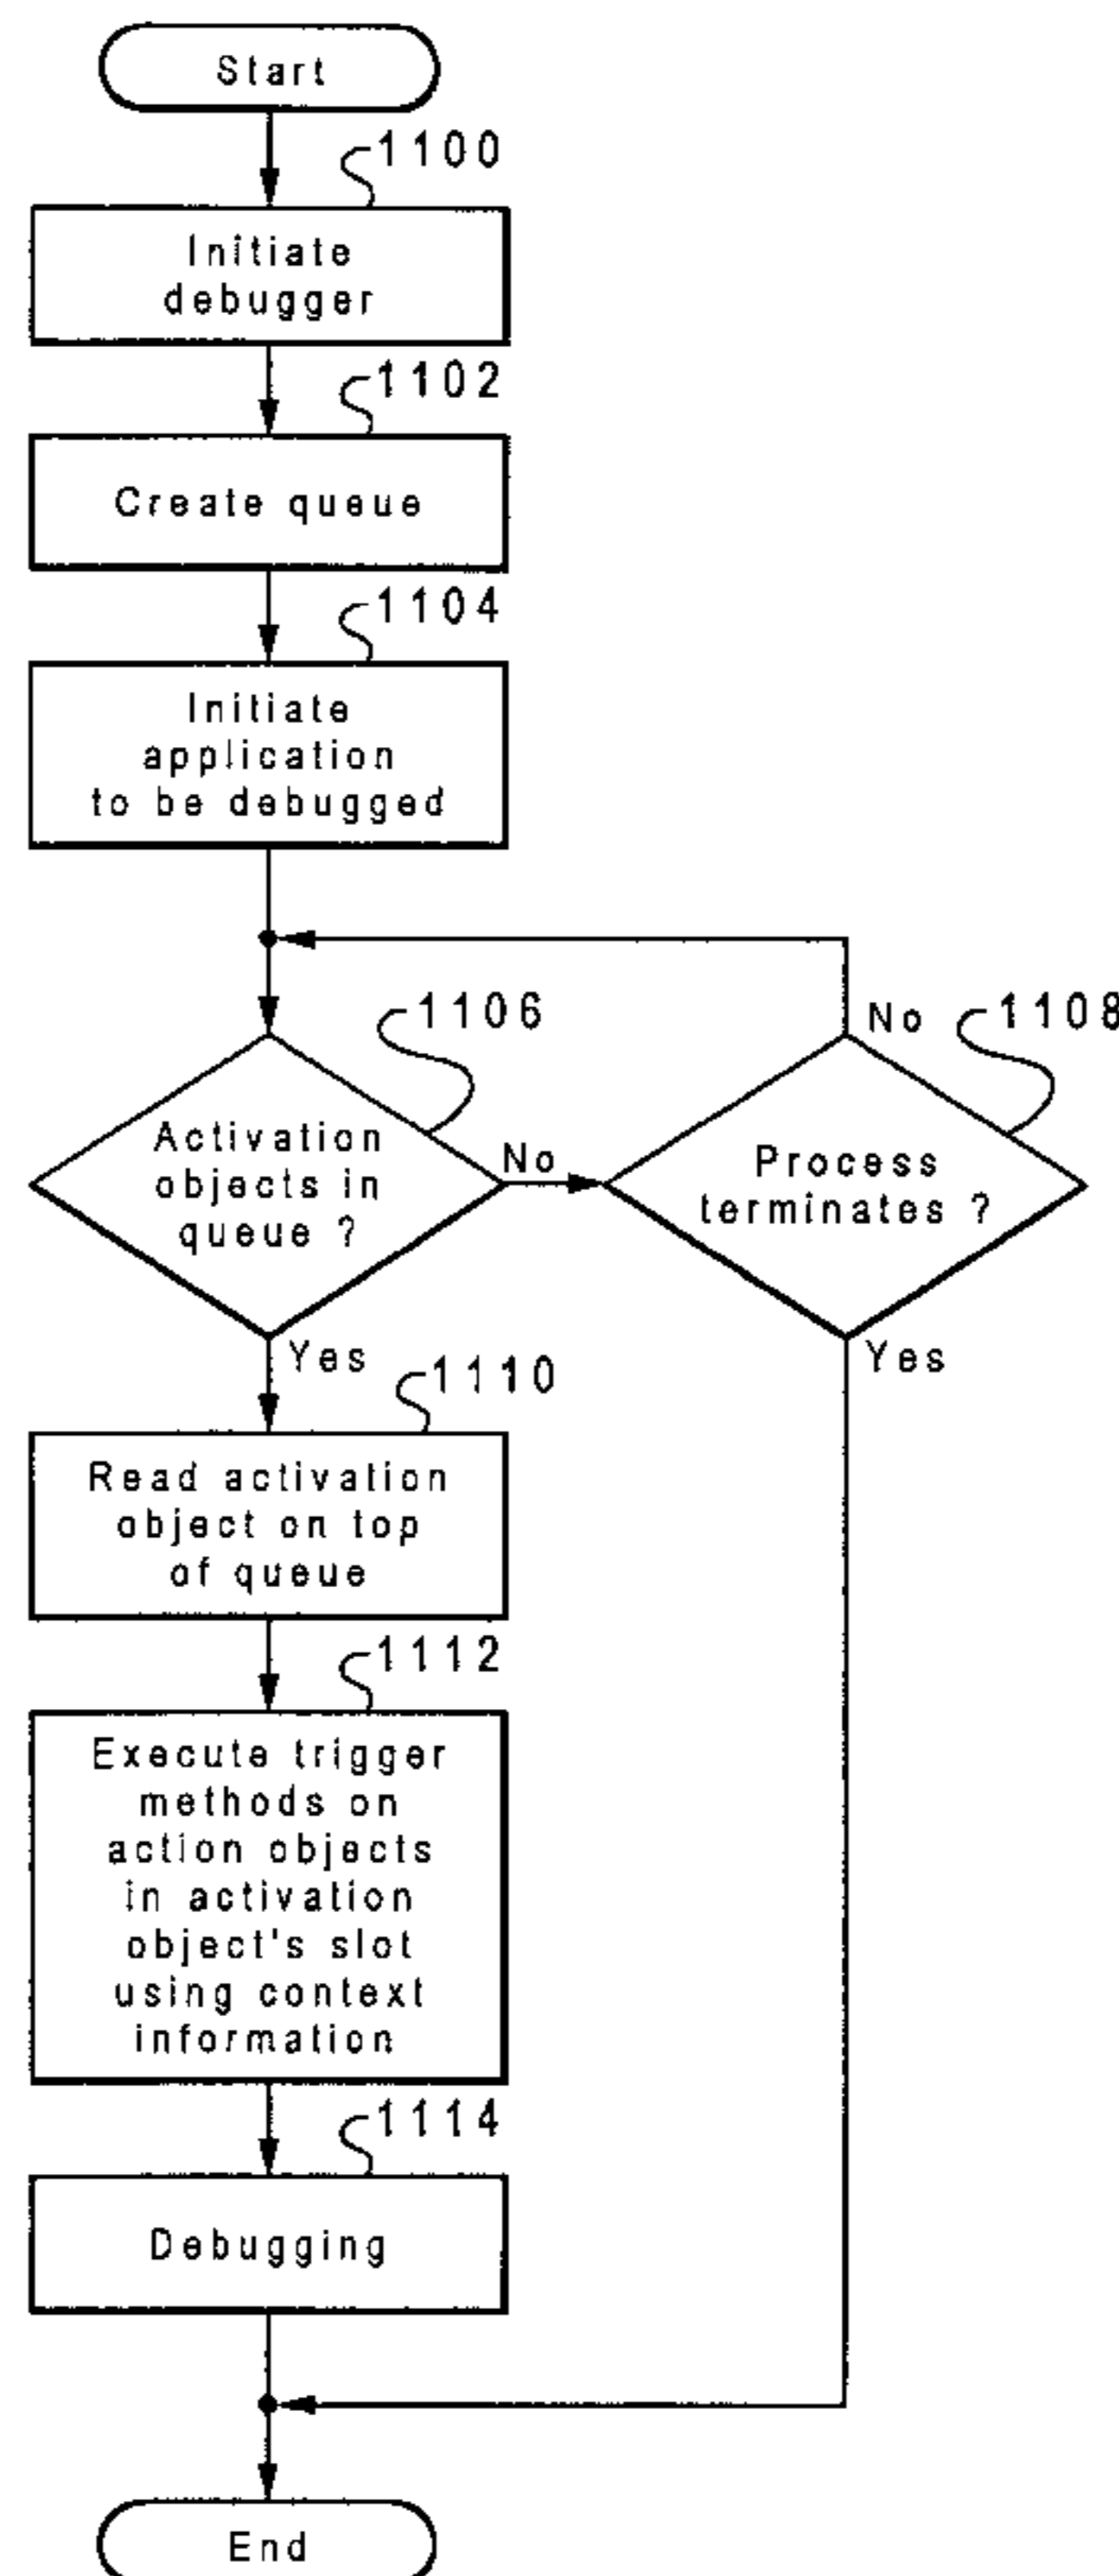 Start
1100
Initiate
debugger
1102
Create queue
1104
Initiate
application
to be debugged
1106
No
1108
Activation
objects in
queue ?
No
Process
terminates ?
Yes
Yes
1110
Read activation
object on top
of queue
1112
Execute trigger
methods on
action objects
in activation
object's slot
using context
information
1114
Debugging
End